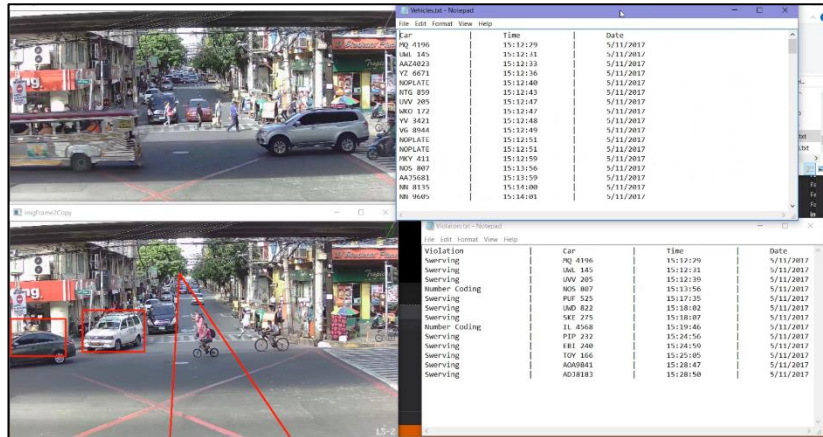 Vehicles.txt - Notepad
File Edit Format View Help
Car | Time | Date
MQ 4196 | 15:12:29 | 5/11/2017
UWL 145 | 15:12:31 | 5/11/2017
AAZ4023 | 15:12:33 | 5/11/2017
YZ 6671 | 15:12:36 | 5/11/2017
NOPLATE | 15:12:40 | 5/11/2017
NTG 859 | 15:12:43 | 5/11/2017
UVV 205 | 15:12:47 | 5/11/2017
WKO 172 | 15:12:47 | 5/11/2017
YV 3421 | 15:12:48 | 5/11/2017
VG 8944 | 15:12:49 | 5/11/2017
NOPLATE | 15:12:51 | 5/11/2017
NOPLATE | 15:12:51 | 5/11/2017
MKY 411 | 15:12:59 | 5/11/2017
NOS 807 | 15:13:56 | 5/11/2017
AAJ5681 | 15:13:59 | 5/11/2017
NN 8135 | 15:14:00 | 5/11/2017
NN 9605 | 15:14:01 | 5/11/2017
imgFrame2Copy
Violators.txt - Notepad
File Edit Format View Help
Violation | Car | Time | Date
Swerving | MQ 4196 | 15:12:29 | 5/11/2017
Swerving | UWL 145 | 15:12:31 | 5/11/2017
Swerving | UVV 205 | 15:12:39 | 5/11/2017
Number Coding | NOS 807 | 15:13:56 | 5/11/2017
Swerving | PUF 525 | 15:17:35 | 5/11/2017
Swerving | UWD 822 | 15:18:02 | 5/11/2017
Swerving | SKE 275 | 15:18:07 | 5/11/2017
Number Coding | IL 4568 | 15:19:46 | 5/11/2017
Swerving | PIP 232 | 15:24:56 | 5/11/2017
Swerving | EBI 240 | 15:24:59 | 5/11/2017
Swerving | TOY 166 | 15:25:05 | 5/11/2017
Swerving | AOA9841 | 15:28:47 | 5/11/2017
Swerving | ADJ8183 | 15:28:50 | 5/11/2017